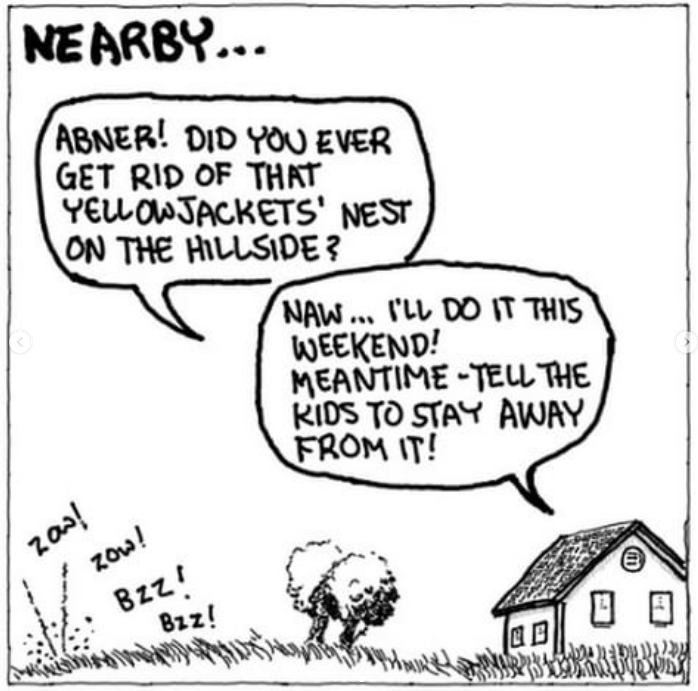 NEARBY...
ABNER! DID YOU EVER
GET RID OF THAT
YELLOWJACKETS' NEST
ON THE HILLSIDE?
NAW... I'LL DO IT THIS
WEEKEND!
MEANTIME - TELL THE
KIDS TO STAY AWAY
FROM IT!
ZOW!
ZOW!
BZZ!
BZZ!